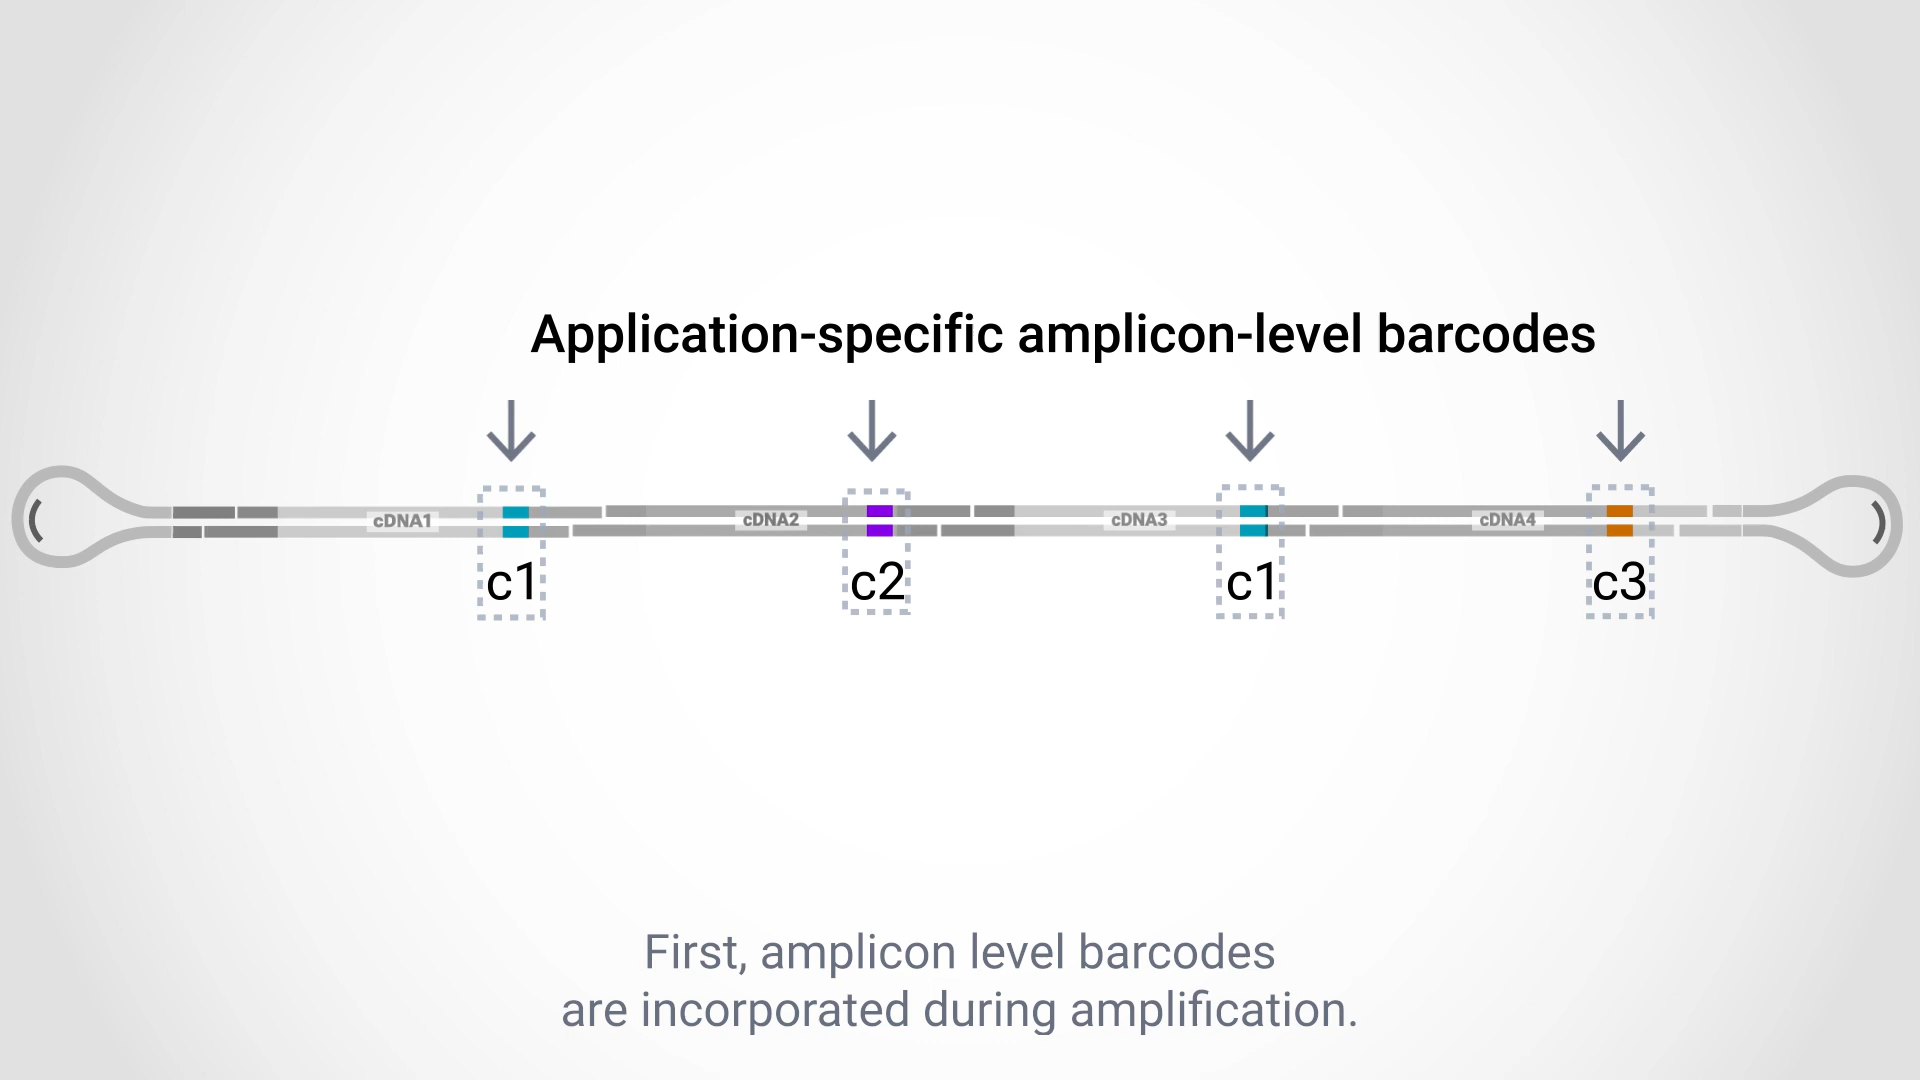 Application-specific amplicon-level barcodes
cDNA1 cDNA2 cDNA3 cDNA4
c1 c2 c1 c3
First, amplicon level barcodes
are incorporated during amplification.